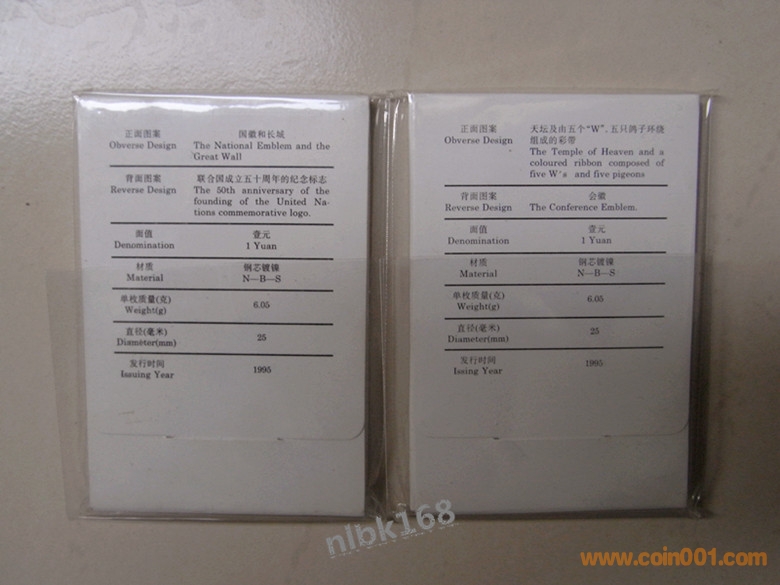 正面图案 国徽和长城
Obverse Design The National Emblem and the
Great Wall
背面图案 联合国成立五十周年的纪念标志
Reverse Design The 50th anniversary of the
founding of the United Na-
tions commemorative logo.
面值 壹元
Denomination 1 Yuan
材质 钢芯镀镍
Material N—B—S
单枚质量(克)
Weight(g) 6.05
直径(毫米)
Diameter(mm) 25
发行时间
Issuing Year 1995
正面图案 天坛及由五个“W”、五只鸽子环绕
Obverse Design 组成的彩带
The Temple of Heaven and a
coloured ribbon composed of
five W's and five pigeons
背面图案 会徽
Reverse Design The Conference Emblem.
面值 壹元
Denomination 1 Yuan
材质 钢芯镀镍
Material N—B—S
单枚质量(克)
Weight(g) 6.05
直径(毫米)
Diameter(mm) 25
发行时间
Issing Year 1995
nlbk168
www.coin001.com